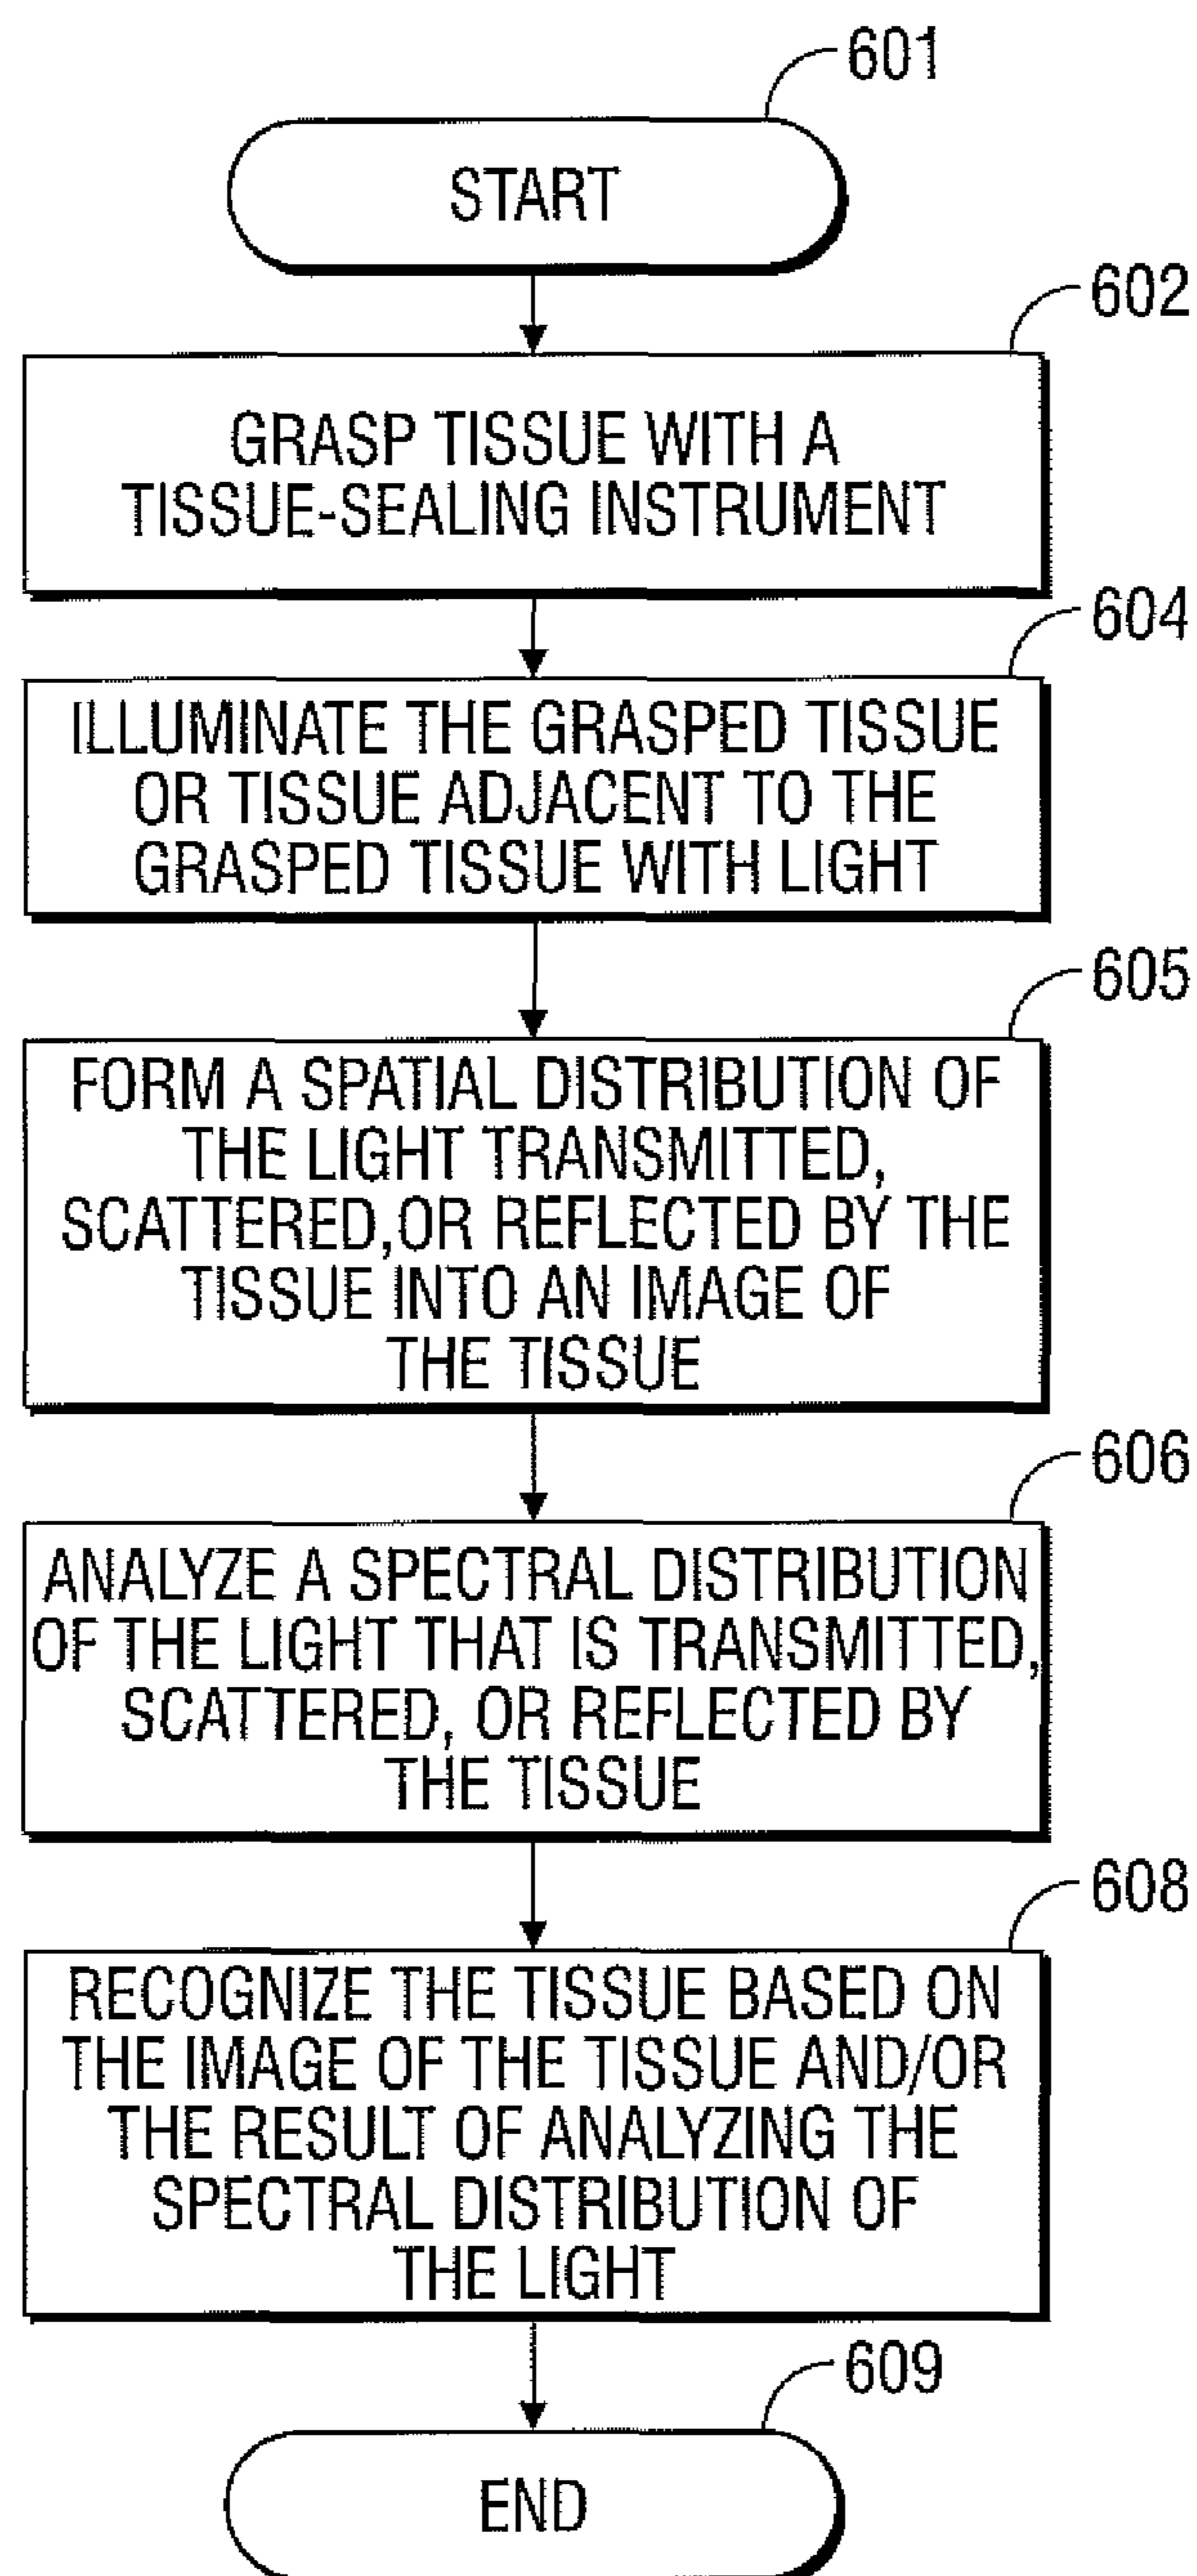 601
START
602
GRASP TISSUE WITH A
TISSUE-SEALING INSTRUMENT
604
ILLUMINATE THE GRASPED TISSUE
OR TISSUE ADJACENT TO THE
GRASPED TISSUE WITH LIGHT
605
FORM A SPATIAL DISTRIBUTION OF
THE LIGHT TRANSMITTED,
SCATTERED,OR REFLECTED BY THE
TISSUE INTO AN IMAGE OF
THE TISSUE
606
ANALYZE A SPECTRAL DISTRIBUTION
OF THE LIGHT THAT IS TRANSMITTED,
SCATTERED, OR REFLECTED BY
THE TISSUE
608
RECOGNIZE THE TISSUE BASED ON
THE IMAGE OF THE TISSUE AND/OR
THE RESULT OF ANALYZING THE
SPECTRAL DISTRIBUTION OF
THE LIGHT
609
END